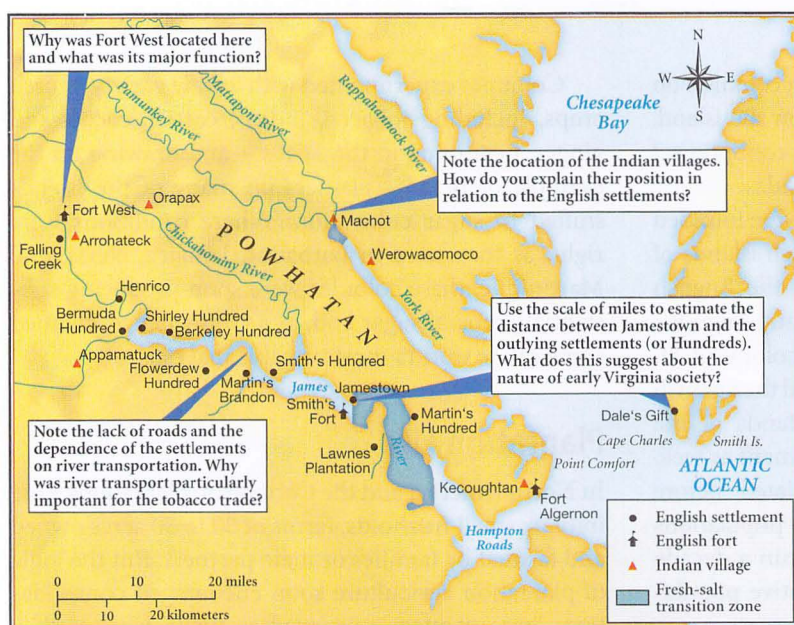 Why was Fort West located here
and what was its major function?
N
W
E
S
Chesapeake
Bay
Rappahannock River
Mattaponi River
Pamunkey River
Note the location of the Indian villages.
How do you explain their position in
relation to the English settlements?
Orapax
Fort West
Machot
Arrohateck
Falling
Creek
POWHATAN
Chickahominy River
Werowacomoco
York River
Henrico
Bermuda
Hundred
Shirley Hundred
Berkeley Hundred
Use the scale of miles to estimate the
distance between Jamestown and the
outlying settlements (or Hundreds).
What does this suggest about the
nature of early Virginia society?
Appamatuck
Flowerdew
Hundred
Martin's
Brandon
Smith's Hundred
James
River
Jamestown
Smith's
Fort
Martin's
Hundred
Dale's Gift
Cape Charles
Smith Is.
Note the lack of roads and the
dependence of the settlements
on river transportation. Why
was river transport particularly
important for the tobacco trade?
Lawnes
Plantation
Point Comfort
ATLANTIC
OCEAN
Kecoughtan
Fort
Algernon
Hampton
Roads
English settlement
English fort
Indian village
Fresh-salt
transition zone
0 10 20 miles
0 10 20 kilometers